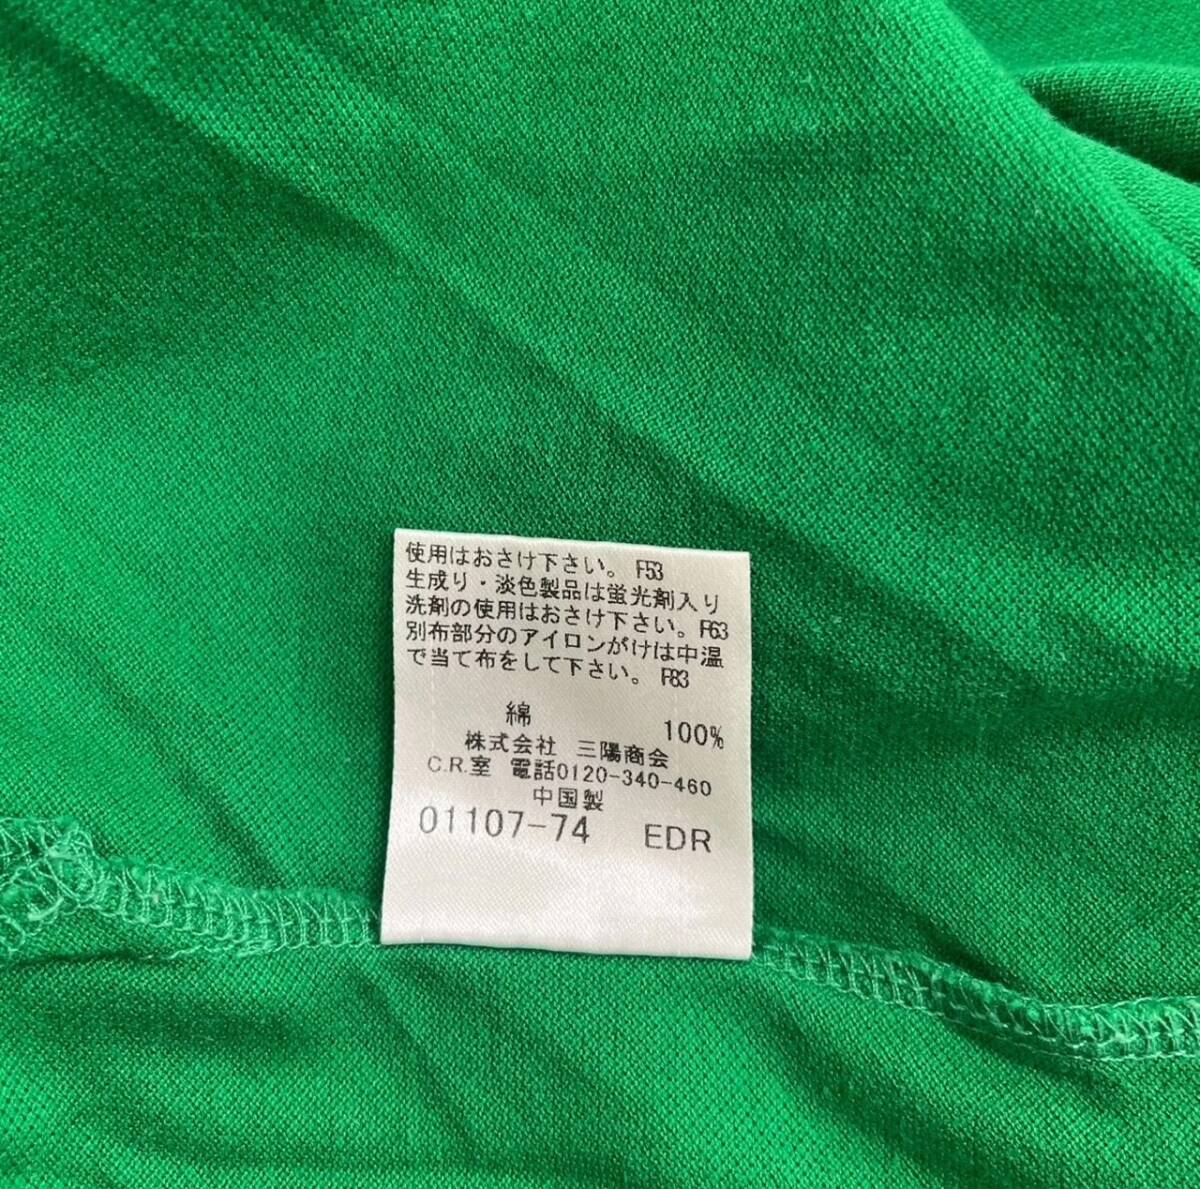 使用はおさけ下さい。 F53
生成り・淡色製品は蛍光剤入り
洗剤の使用はおさけ下さい。F63
別布部分のアイロンがけは中温
で当て布をして下さい。 F83
綿 100%
株式会社 三陽商会
C.R.室 電話0120-340-460
中国製
01107-74 EDR